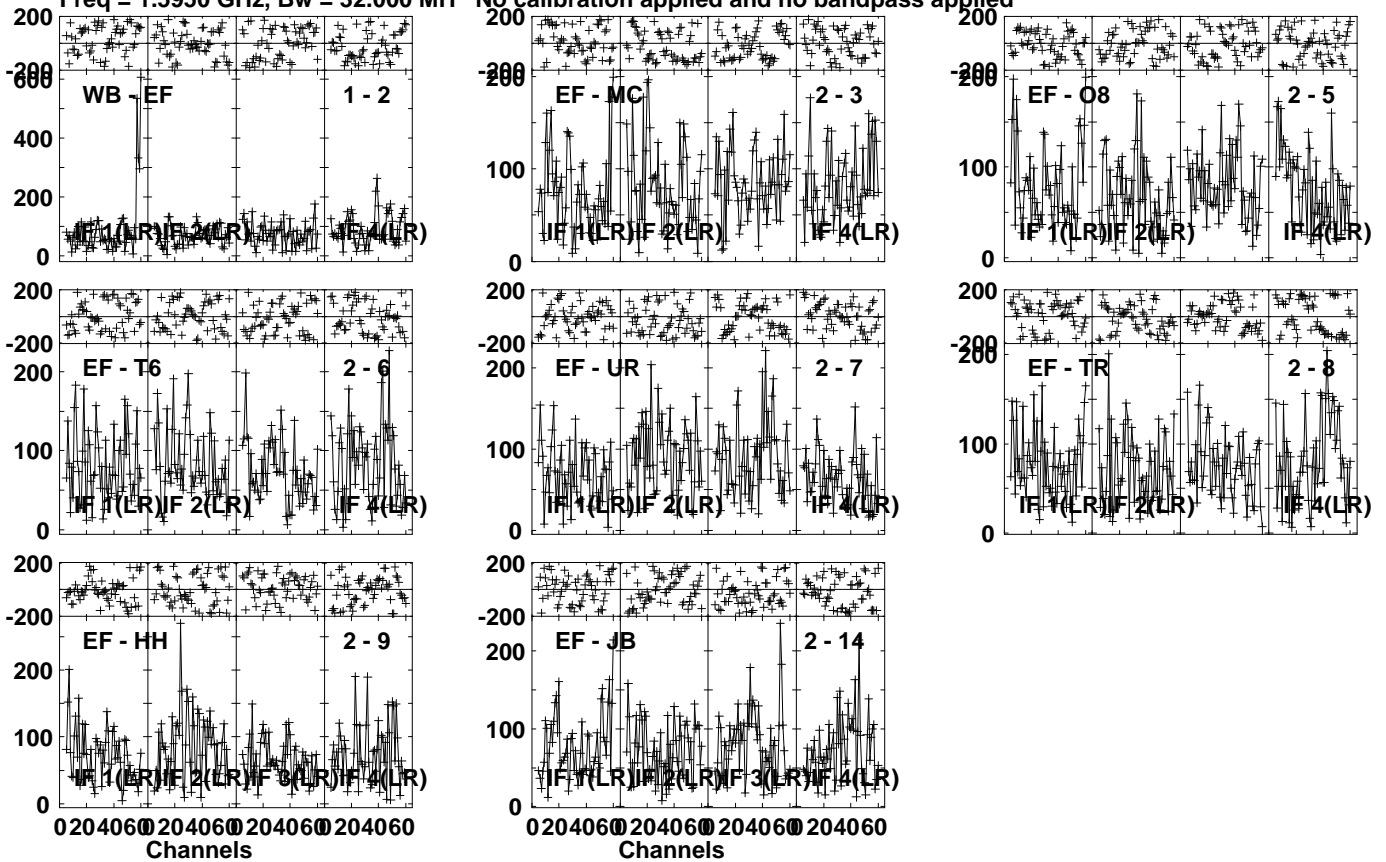 Freq = 1.5950 GHz, Bw = 32.000 MH No calibration applied and no bandpass applied
200
-200
600
400
200
0
WB - EF 1 - 2
IF 1(LR) IF 2(LR) IF 4(LR)
200
-200
200
100
0
EF - MC 2 - 3
IF 1(LR) IF 2(LR) IF 4(LR)
200
-200
200
100
0
EF - O8 2 - 5
IF 1(LR) IF 2(LR) IF 4(LR)
200
-200
200
100
0
EF - T6 2 - 6
IF 1(LR) IF 2(LR) IF 4(LR)
200
-200
200
100
0
EF - UR 2 - 7
IF 1(LR) IF 2(LR) IF 4(LR)
200
-200
200
100
0
EF - TR 2 - 8
IF 1(LR) IF 2(LR) IF 4(LR)
200
-200
200
100
0
EF - HH 2 - 9
IF 1(LR) IF 2(LR) IF 3(LR) IF 4(LR)
0 20 40 60 0 20 40 60 0 20 40 60 0 20 40 60
Channels
200
-200
200
100
0
EF - JB 2 - 14
IF 1(LR) IF 2(LR) IF 3(LR) IF 4(LR)
0 20 40 60 0 20 40 60 0 20 40 60 0 20 40 60
Channels